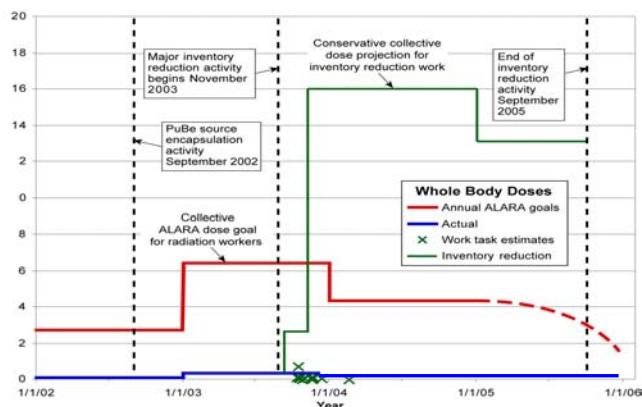 20
18
16
14
12
0
0
6
4
2
0
Major inventory
reduction activity
begins November
2003
Conservative collective
dose projection for
inventory reduction work
End of
inventory
reduction
activity
September
2005
PuBe source
encapsulation
activity
September 2002
Collective
ALARA dose goal
for radiation workers
Whole Body Doses
Annual ALARA goals
Actual
Work task estimates
Inventory reduction
1/1/02
1/1/03
1/1/04
1/1/05
1/1/06
Year